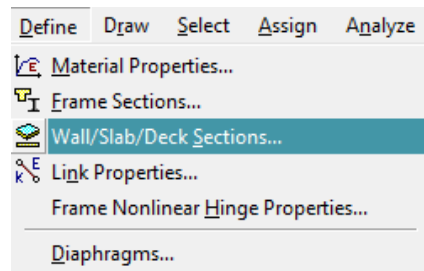 Define Draw Select Assign Analyze
Material Properties...
Frame Sections...
Wall/Slab/Deck Sections...
Link Properties...
Frame Nonlinear Hinge Properties...
Diaphragms...